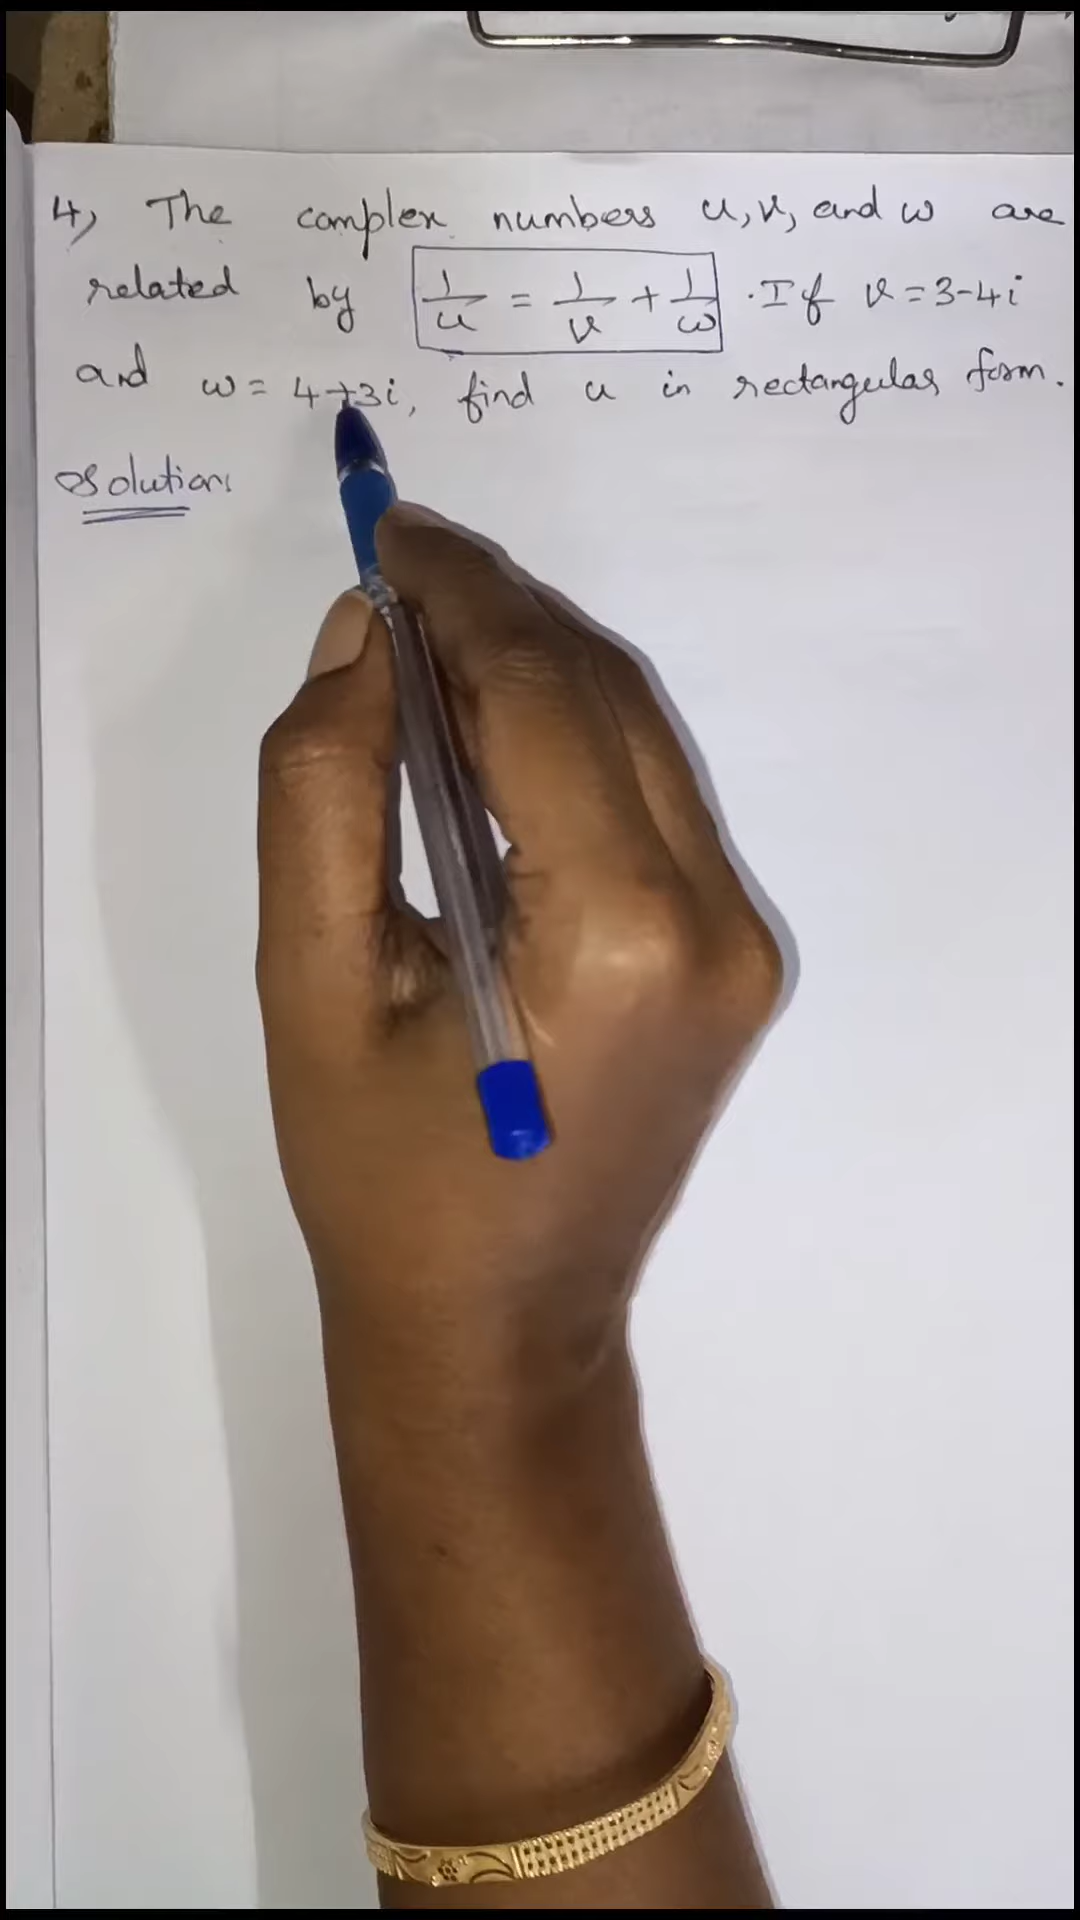 4) The complex numbers u, v, and w are
related by 1/u = 1/v + 1/w . If v = 3-4i
and w = 4+3i, find u in rectangular form.
Solution: